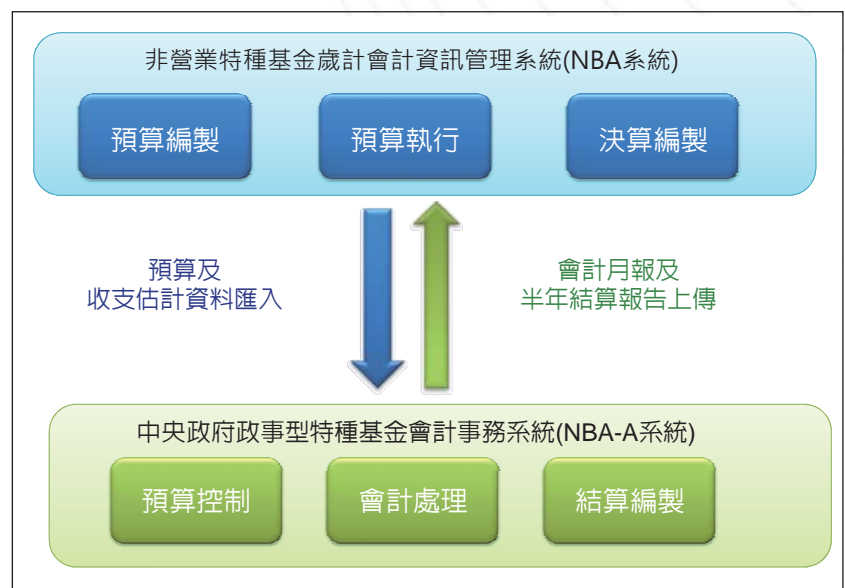 非營業特種基金歲計會計資訊管理系統(NBA系統)
預算編製
預算執行
決算編製
預算及
收支估計資料匯入
會計月報及
半年結算報告上傳
中央政府政事型特種基金會計事務系統(NBA-A系統)
預算控制
會計處理
結算編製